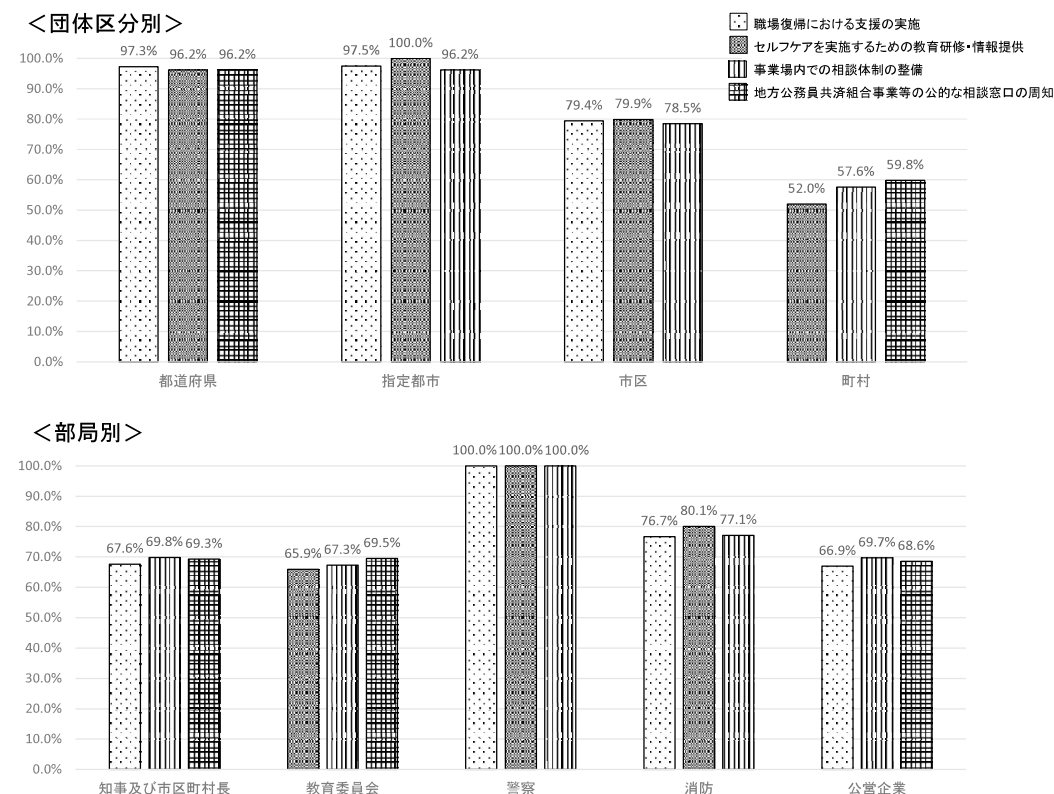 ＜団体区分別＞
職場復帰における支援の実施
セルフケアを実施するための教育研修・情報提供
事業場内での相談体制の整備
地方公務員共済組合事業等の公的な相談窓口の周知
97.3% 96.2% 96.2% 97.5% 100.0% 96.2% 79.4% 79.9% 78.5% 52.0% 57.6% 59.8%
100.0%
90.0%
80.0%
70.0%
60.0%
50.0%
40.0%
30.0%
20.0%
10.0%
0.0%
都道府県 指定都市 市区 町村
＜部局別＞
67.6% 69.8% 69.3% 65.9% 67.3% 69.5% 100.0% 100.0% 100.0% 76.7% 80.1% 77.1% 66.9% 69.7% 68.6%
100.0%
90.0%
80.0%
70.0%
60.0%
50.0%
40.0%
30.0%
20.0%
10.0%
0.0%
知事及び市区町村長 教育委員会 警察 消防 公営企業